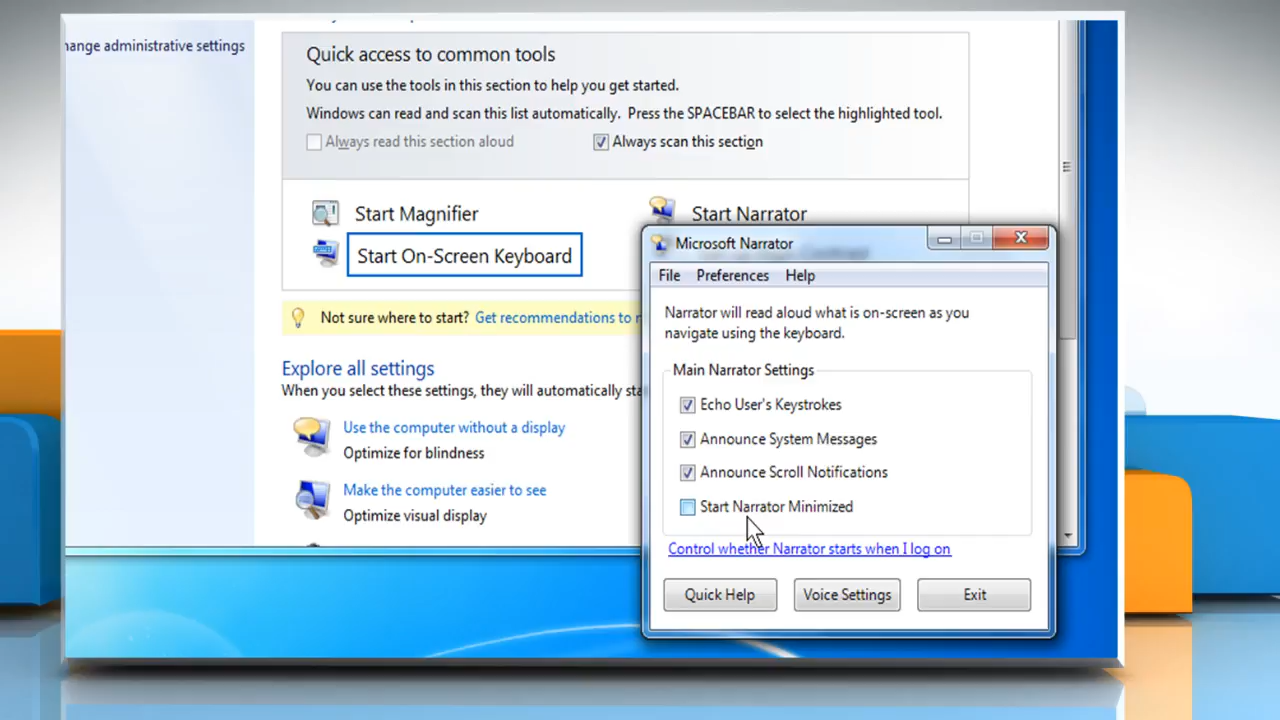 hange administrative settings
Quick access to common tools
You can use the tools in this section to help you get started.
Windows can read and scan this list automatically. Press the SPACEBAR to select the highlighted tool.
Always read this section aloud
Always scan this section
Start Magnifier
Start Narrator
Start On-Screen Keyboard
Not sure where to start? Get recommendations to
Explore all settings
When you select these settings, they will automatically
Use the computer without a display
Optimize for blindness
Make the computer easier to see
Optimize visual display
Microsoft Narrator
File Preferences Help
Narrator will read aloud what is on-screen as you
navigate using the keyboard.
Main Narrator Settings
Echo User's Keystrokes
Announce System Messages
Announce Scroll Notifications
Start Narrator Minimized
Control whether Narrator starts when I log on
Quick Help
Voice Settings
Exit